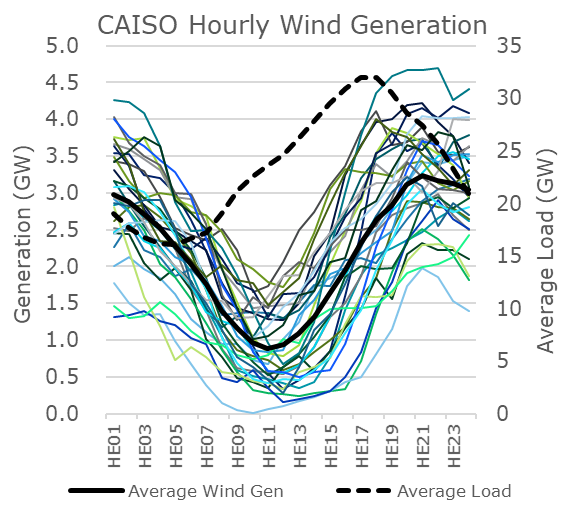 CAISO Hourly Wind Generation
5.0
4.5
4.0
3.5
3.0
2.5
2.0
1.5
1.0
0.5
0.0
Generation (GW)
35
30
25
20
15
10
5
0
Average Load (GW)
HE01
HE03
HE05
HE07
HE09
HE11
HE13
HE15
HE17
HE19
HE21
HE23
Average Wind Gen
Average Load